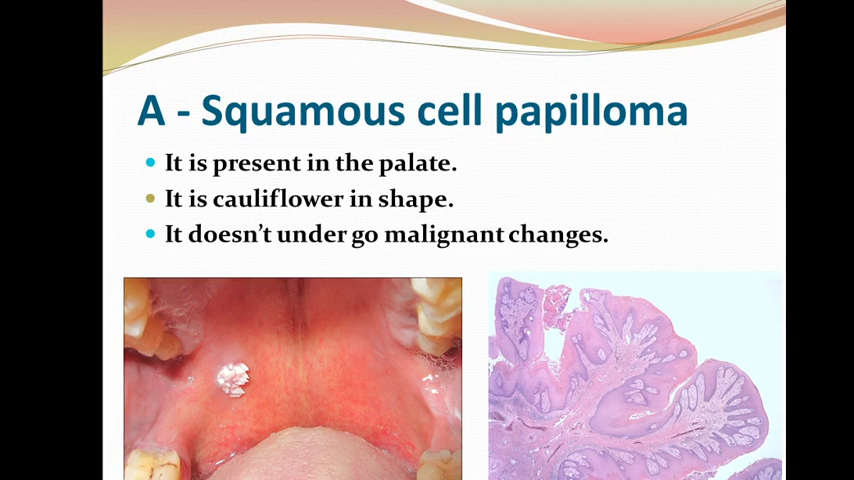 A - Squamous cell papilloma
It is present in the palate.
It is cauliflower in shape.
It doesn't under go malignant changes.